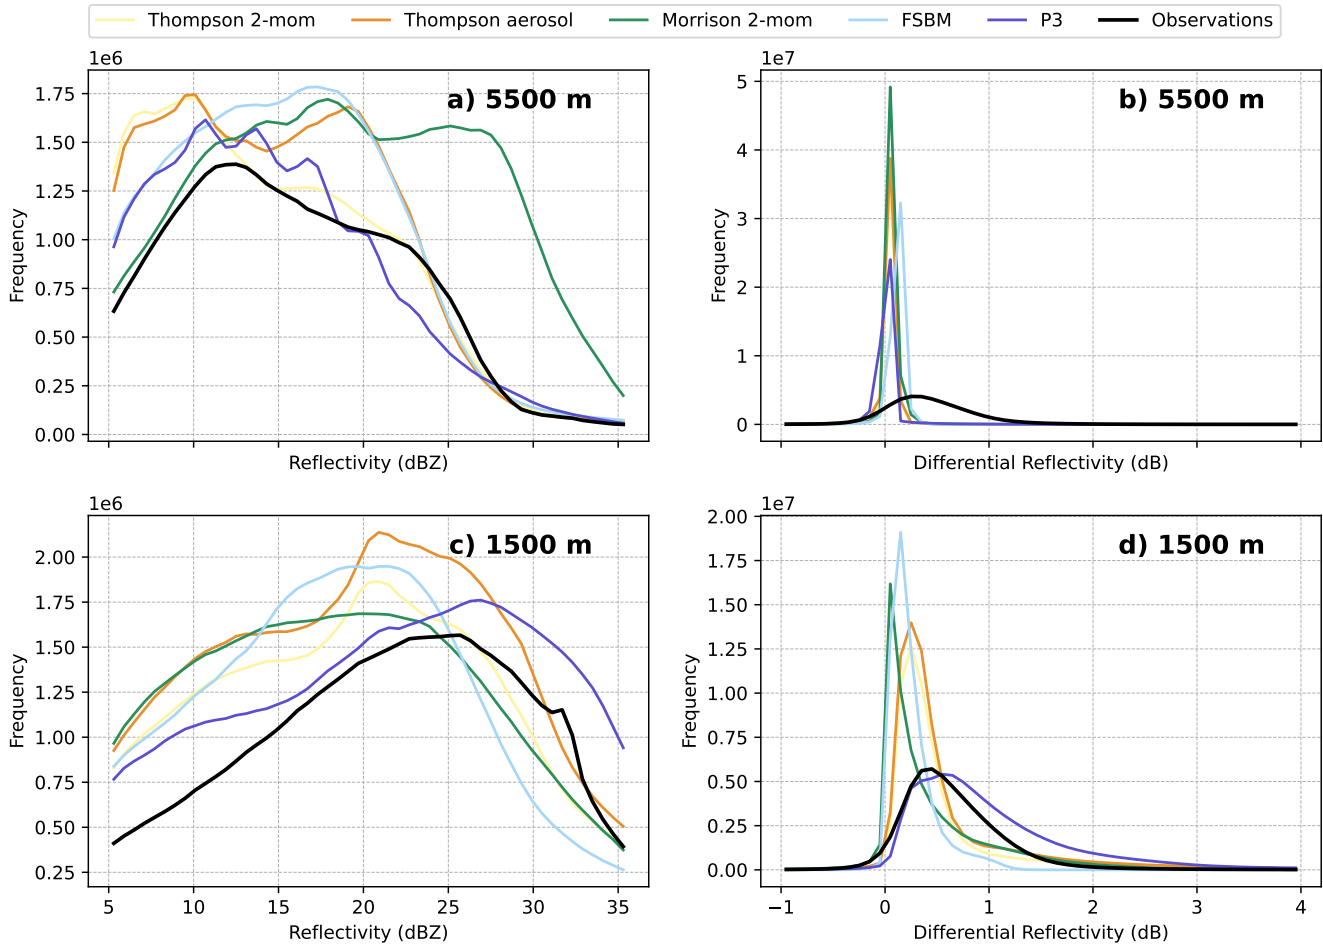 Thompson 2-mom Thompson aerosol Morrison 2-mom FSBM P3 Observations
1e6
a) 5500 m
Frequency
1.75
1.50
1.25
1.00
0.75
0.50
0.25
0.00
Reflectivity (dBZ)
1e7
b) 5500 m
Frequency
5
4
3
2
1
0
Differential Reflectivity (dB)
1e6
c) 1500 m
Frequency
2.00
1.75
1.50
1.25
1.00
0.75
0.50
0.25
5 10 15 20 25 30 35
Reflectivity (dBZ)
1e7
d) 1500 m
Frequency
2.00
1.75
1.50
1.25
1.00
0.75
0.50
0.25
0.00
−1 0 1 2 3 4
Differential Reflectivity (dB)